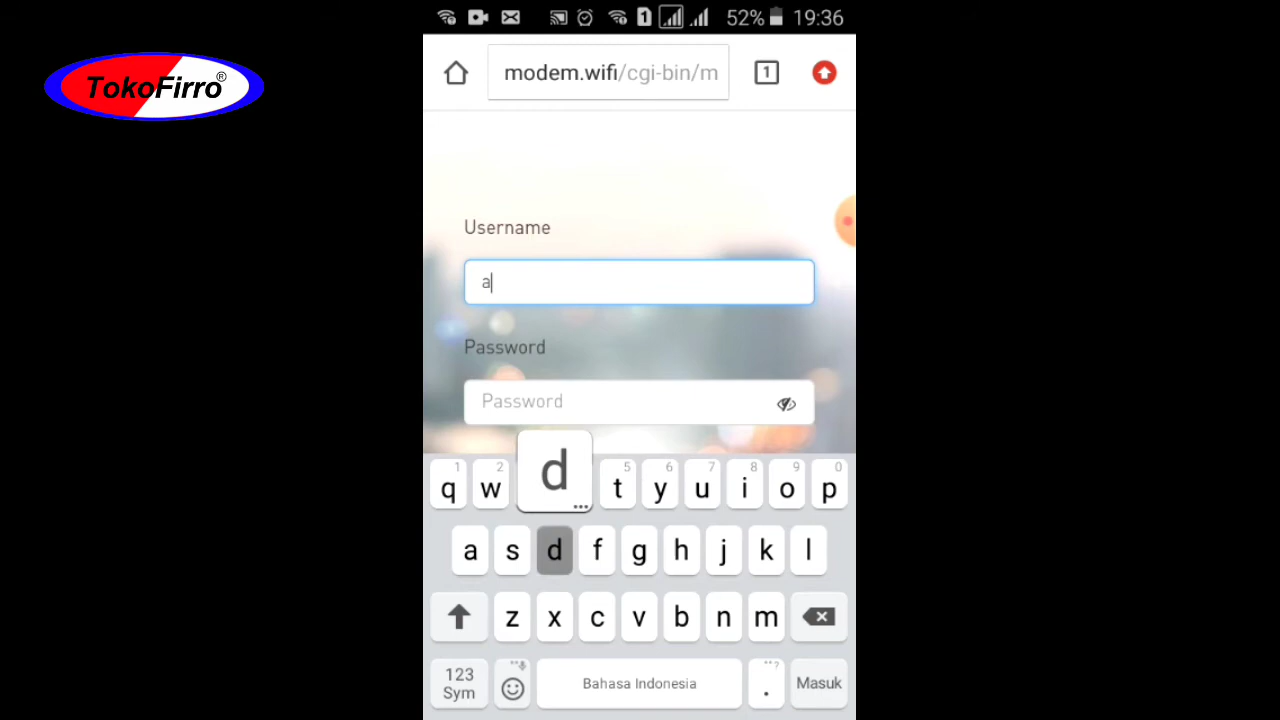 1 52% 19:36
TokoFirro®
modem.wifi/cgi-bin/m 1
Username
a
Password
Password
1 2 5 6 7 8 9 0
q w d t y u i o p
a s d f g h j k l
z x c v b n m
123 Sym Bahasa Indonesia . Masuk